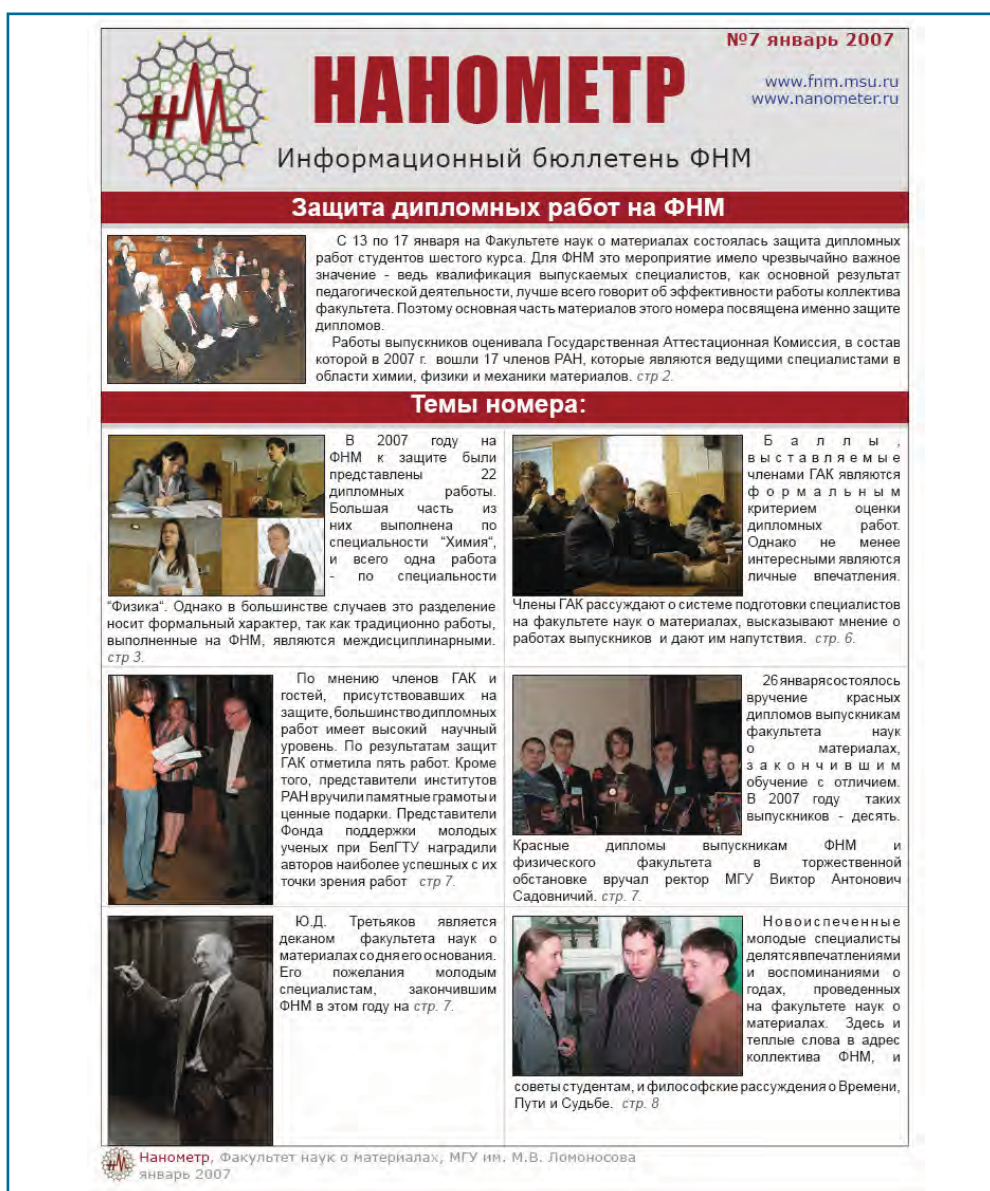 №7 январь 2007
www.fnm.msu.ru
www.nanometer.ru
нм
НАНОМЕТР
Информационный бюллетень ФНМ
Защита дипломных работ на ФНМ
С 13 по 17 января на Факультете наук о материалах состоялась защита дипломных
работ студентов шестого курса. Для ФНМ это мероприятие имело чрезвычайно важное
значение - ведь квалификация выпускаемых специалистов, как основной результат
педагогической деятельности, лучше всего говорит об эффективности работы коллектива
факультета. Поэтому основная часть материалов этого номера посвящена именно защите
дипломов.
Работы выпускников оценивала Государственная Аттестационная Комиссия, в состав
которой в 2007 г. вошли 17 членов РАН, которые являются ведущими специалистами в
области химии, физики и механики материалов. стр 2.
Темы номера:
В 2007 году на
ФНМ к защите были
представлены 22
дипломных работы.
Большая часть из
них выполнена по
специальности "Химия",
и всего одна работа
- по специальности
"Физика". Однако в большинстве случаев это разделение
носит формальный характер, так как традиционно работы,
выполненные на ФНМ, являются междисциплинарными.
стр 3.
Баллы,
выставляемые
членами ГАК являются
формальным
критерием оценки
дипломных работ.
Однако не менее
интересными являются
личные впечатления.
Члены ГАК рассуждают о системе подготовки специалистов
на факультете наук о материалах, высказывают мнение о
работах выпускников и дают им напутствия. стр. 6.
По мнению членов ГАК и
гостей, присутствовавших на
защите, большинство дипломных
работ имеет высокий научный
уровень. По результатам защит
ГАК отметила пять работ. Кроме
того, представители институтов
РАН вручили памятные грамоты и
ценные подарки. Представители
Фонда поддержки молодых
ученых при БелГТУ наградили
авторов наиболее успешных с их
точки зрения работ стр 7.
26 января состоялось
вручение красных
дипломов выпускникам
факультета наук
о материалах,
закончившим
обучение с отличием.
В 2007 году таких
выпускников - десять.
Красные дипломы выпускникам ФНМ и
физического факультета в торжественной
обстановке вручал ректор МГУ Виктор Антонович
Садовничий. стр. 7.
Ю.Д. Третьяков является
деканом факультета наук о
материалах со дня его основания.
Его пожелания молодым
специалистам, закончившим
ФНМ в этом году на стр. 7.
Новоиспеченные
молодые специалисты
делятся впечатлениями
и воспоминаниями о
годах, проведенных
на факультете наук о
материалах. Здесь и
теплые слова в адрес
коллектива ФНМ, и
советы студентам, и философские рассуждения о Времени,
Пути и Судьбе. стр. 8
нм
Нанометр, Факультет наук о материалах, МГУ им. М.В. Ломоносова
январь 2007